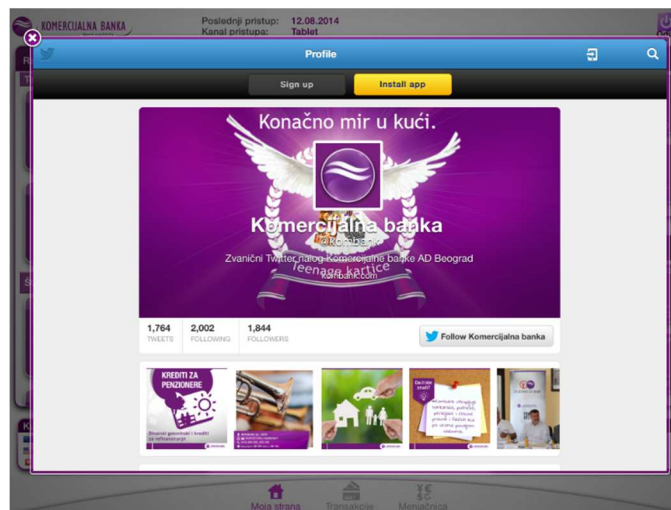 KOMERCIJALNA BANKA
Poslednji pristup: 12.08.2014
Kanal pristupa: Tablet
Profile
Sign up
Install app
Konačno mir u kući.
Komercijalna banka
@kombank
Zvanični Twitter nalog Komercijalne banke AD Beograd
Teenage kartice
kombank.com
1,764 TWEETS
2,002 FOLLOWING
1,844 FOLLOWERS
Follow Komercijalna banka
KREDITI ZA
PENZIONERE
Moja strana
Transakcije
Menjačnica